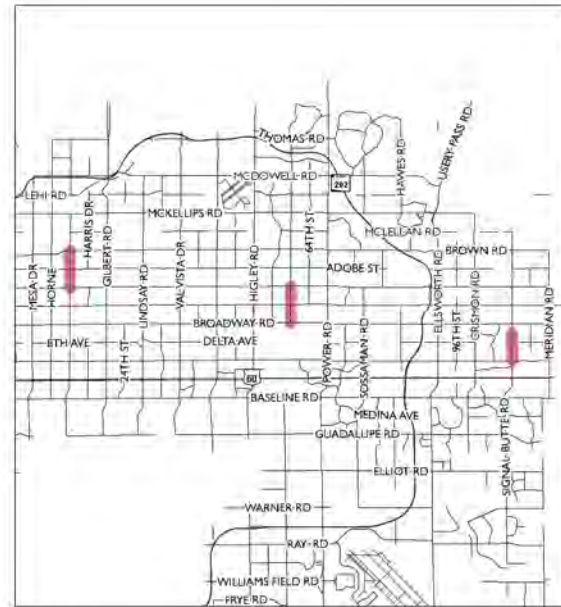 THOMAS RD
USERY PASS RD
HAWES RD
MCDOWELL RD
202
LEHI RD
MCKELLIPS RD
64TH ST
MCLELLAN RD
HARRIS DR
GILBERT RD
VAL VISTA DR
HIGLEY RD
BROWN RD
ADOBE ST
MESA DR
HORNE
LINDSAY RD
ELLSWORTH RD
96TH ST
CRISMON RD
MERIDIAN RD
BROADWAY RD
8TH AVE
24TH ST
DELTA AVE
POWER RD
SOSSAMAN RD
60
BASELINE RD
MEDINA AVE
GUADALUPE RD
SIGNAL BUTTE RD
ELLIOT RD
WARNER RD
RAY RD
WILLIAMS FIELD RD
FRYE RD